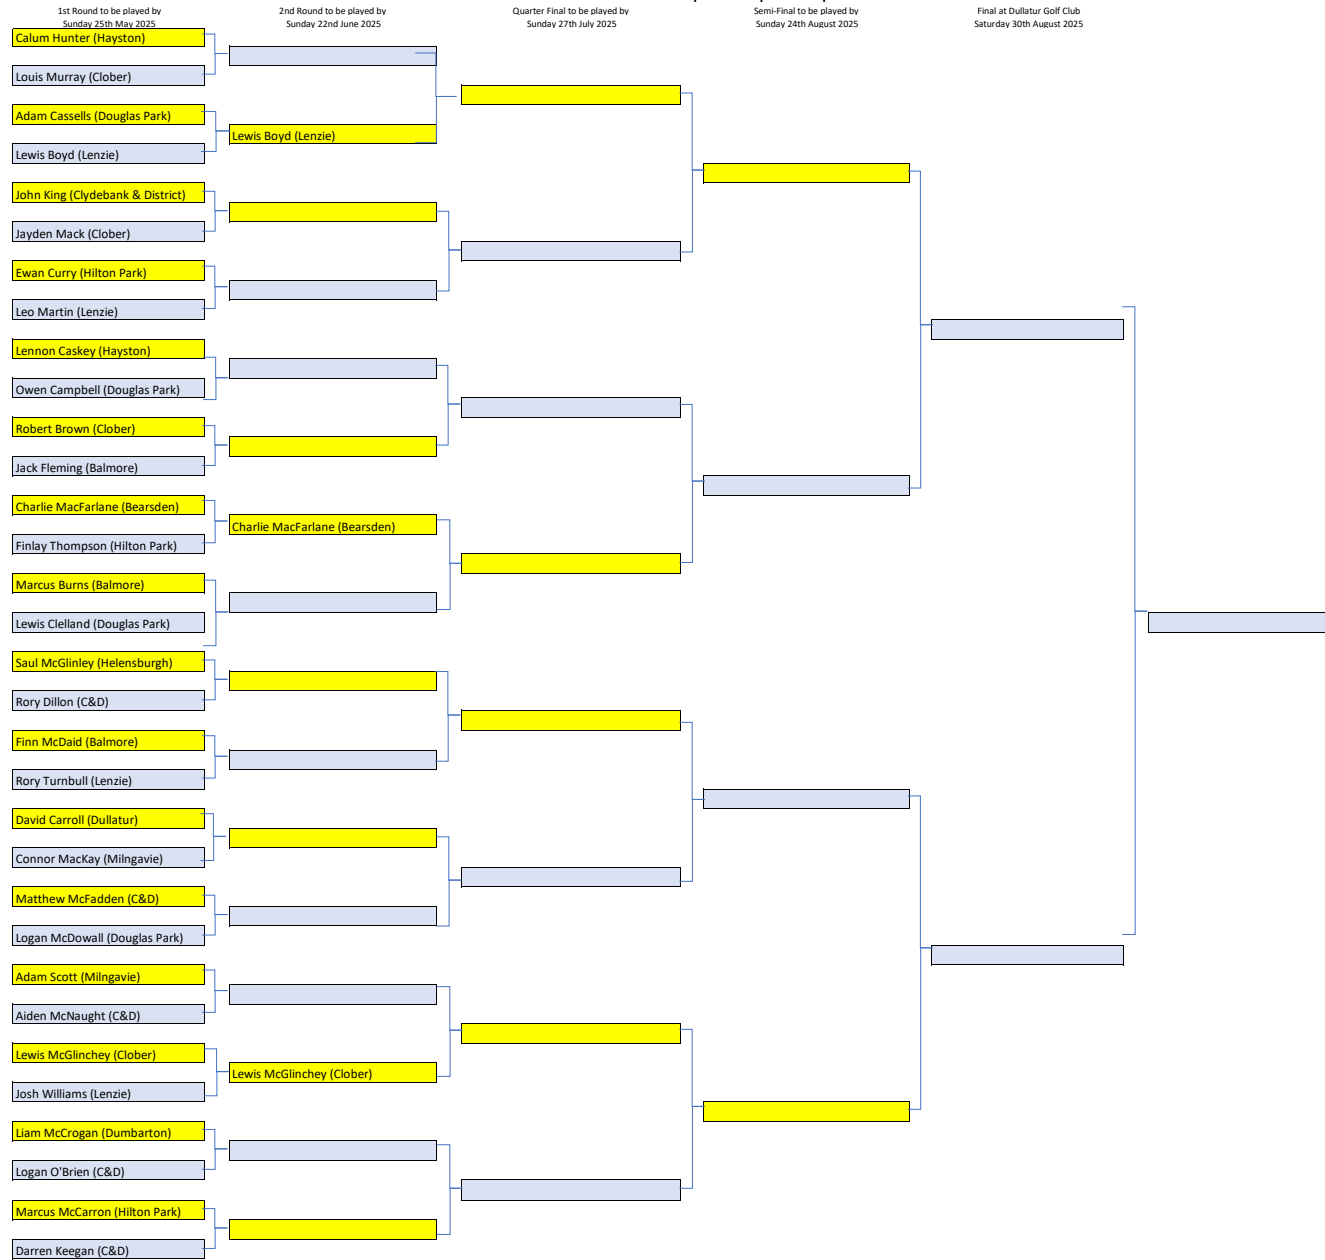 1st Round to be played by
Sunday 25th May 2025
2nd Round to be played by
Sunday 22nd June 2025
Quarter Final to be played by
Sunday 27th July 2025
Semi-Final to be played by
Sunday 24th August 2025
Final at Dullatur Golf Club
Saturday 30th August 2025
Calum Hunter (Hayston)
Louis Murray (Clober)
Adam Cassells (Douglas Park)
Lewis Boyd (Lenzie)
Lewis Boyd (Lenzie)
John King (Clydebank & District)
Jayden Mack (Clober)
Ewan Curry (Hilton Park)
Leo Martin (Lenzie)
Lennon Caskey (Hayston)
Owen Campbell (Douglas Park)
Robert Brown (Clober)
Jack Fleming (Balmore)
Charlie MacFarlane (Bearsden)
Charlie MacFarlane (Bearsden)
Finlay Thompson (Hilton Park)
Marcus Burns (Balmore)
Lewis Clelland (Douglas Park)
Saul McGlinley (Helensburgh)
Rory Dillon (C&D)
Finn McDaid (Balmore)
Rory Turnbull (Lenzie)
David Carroll (Dullatur)
Connor MacKay (Milngavie)
Matthew McFadden (C&D)
Logan McDowall (Douglas Park)
Adam Scott (Milngavie)
Aiden McNaught (C&D)
Lewis McGlinchey (Clober)
Lewis McGlinchey (Clober)
Josh Williams (Lenzie)
Liam McCrogan (Dumbarton)
Logan O'Brien (C&D)
Marcus McCarron (Hilton Park)
Darren Keegan (C&D)